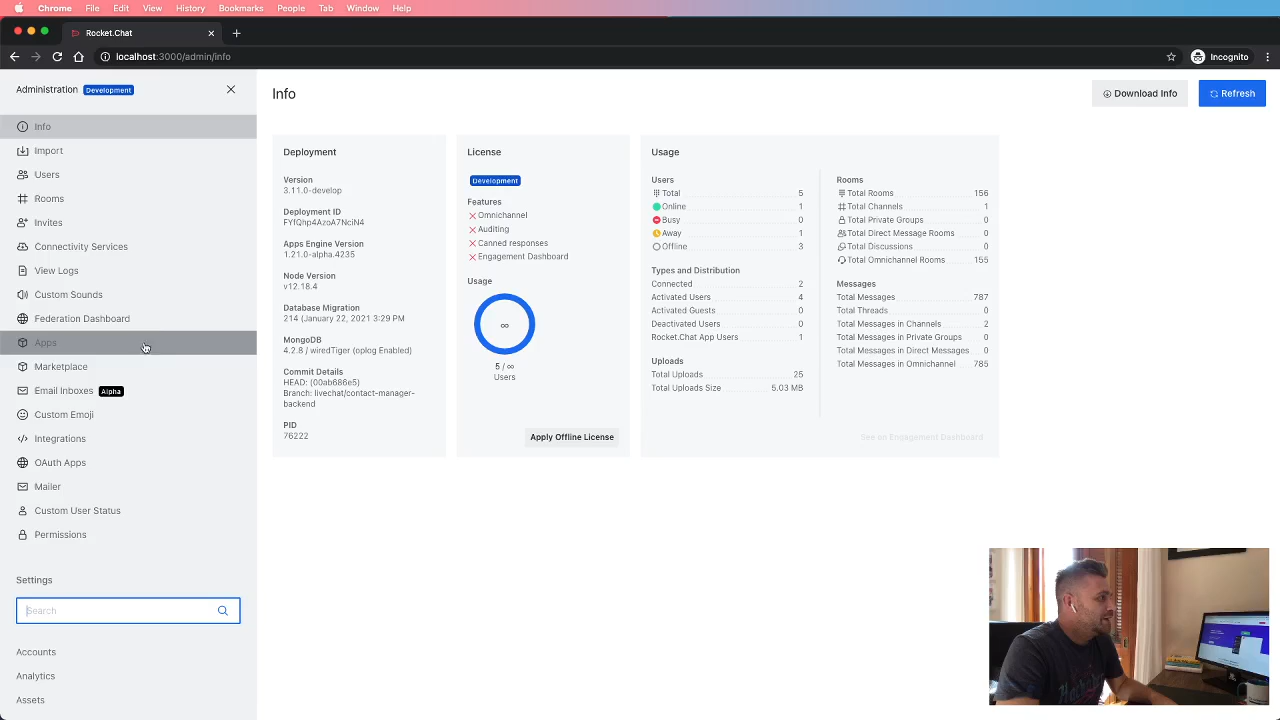 Chrome File Edit View History Bookmarks People Tab Window Help
Rocket.Chat
localhost:3000/admin/info
Incognito
Administration Development
Info
Import
Users
Rooms
Invites
Connectivity Services
View Logs
Custom Sounds
Federation Dashboard
Apps
Marketplace
Email Inboxes Alpha
Custom Emoji
Integrations
OAuth Apps
Mailer
Custom User Status
Permissions
Settings
Search
Accounts
Analytics
Assets
Info
Download Info
Refresh
Deployment
Version
3.11.0-develop
Deployment ID
FYfQhp4AzoA7NciN4
Apps Engine Version
1.21.0-alpha.4235
Node Version
v12.18.4
Database Migration
214 (January 22, 2021 3:29 PM
MongoDB
4.2.8 / wiredTiger (oplog Enabled)
Commit Details
HEAD: (00ab686e5)
Branch: livechat/contact-manager-
backend
PID
76222
License
Development
Features
Omnichannel
Auditing
Canned responses
Engagement Dashboard
Usage
∞
5 / ∞
Users
Apply Offline License
Usage
Users
Total 5
Online 1
Busy 0
Away 1
Offline 3
Types and Distribution
Connected 2
Activated Users 4
Activated Guests 0
Deactivated Users 0
Rocket.Chat App Users 1
Uploads
Total Uploads 25
Total Uploads Size 5.03 MB
Rooms
Total Rooms 156
Total Channels 1
Total Private Groups 0
Total Direct Message Rooms 0
Total Discussions 0
Total Omnichannel Rooms 155
Messages
Total Messages 787
Total Threads 0
Total Messages in Channels 2
Total Messages in Private Groups 0
Total Messages in Direct Messages 0
Total Messages in Omnichannel 785
See on Engagement Dashboard